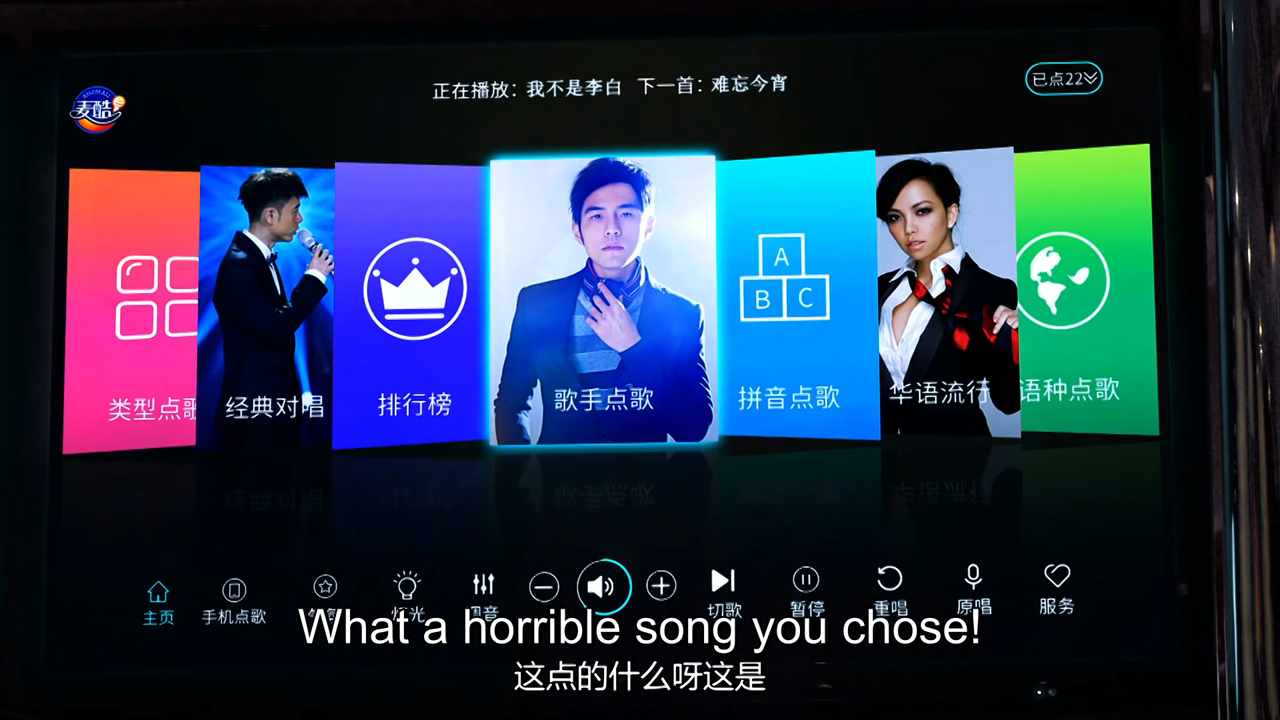 麦酷
正在播放：我不是李白 下一首：难忘今宵
已点22
类型点歌
经典对唱
排行榜
歌手点歌
A
B C
拼音点歌
华语流行
语种点歌
主页
手机点歌
灯光
调音
切歌
暂停
重唱
原唱
服务
What a horrible song you chose!
这点的什么呀这是